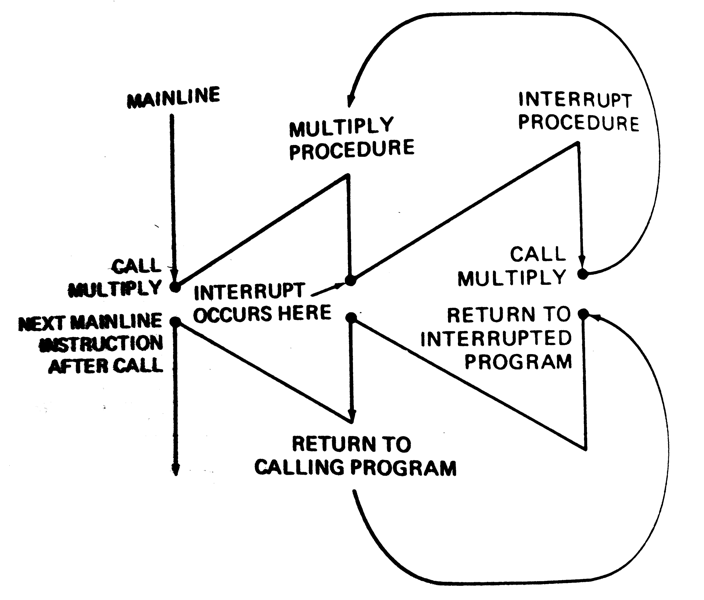 MAINLINE
MULTIPLY
PROCEDURE
INTERRUPT
PROCEDURE
CALL
MULTIPLY
INTERRUPT
OCCURS HERE
CALL
MULTIPLY
NEXT MAINLINE
INSTRUCTION
AFTER CALL
RETURN TO
INTERRUPTED
PROGRAM
RETURN TO
CALLING PROGRAM